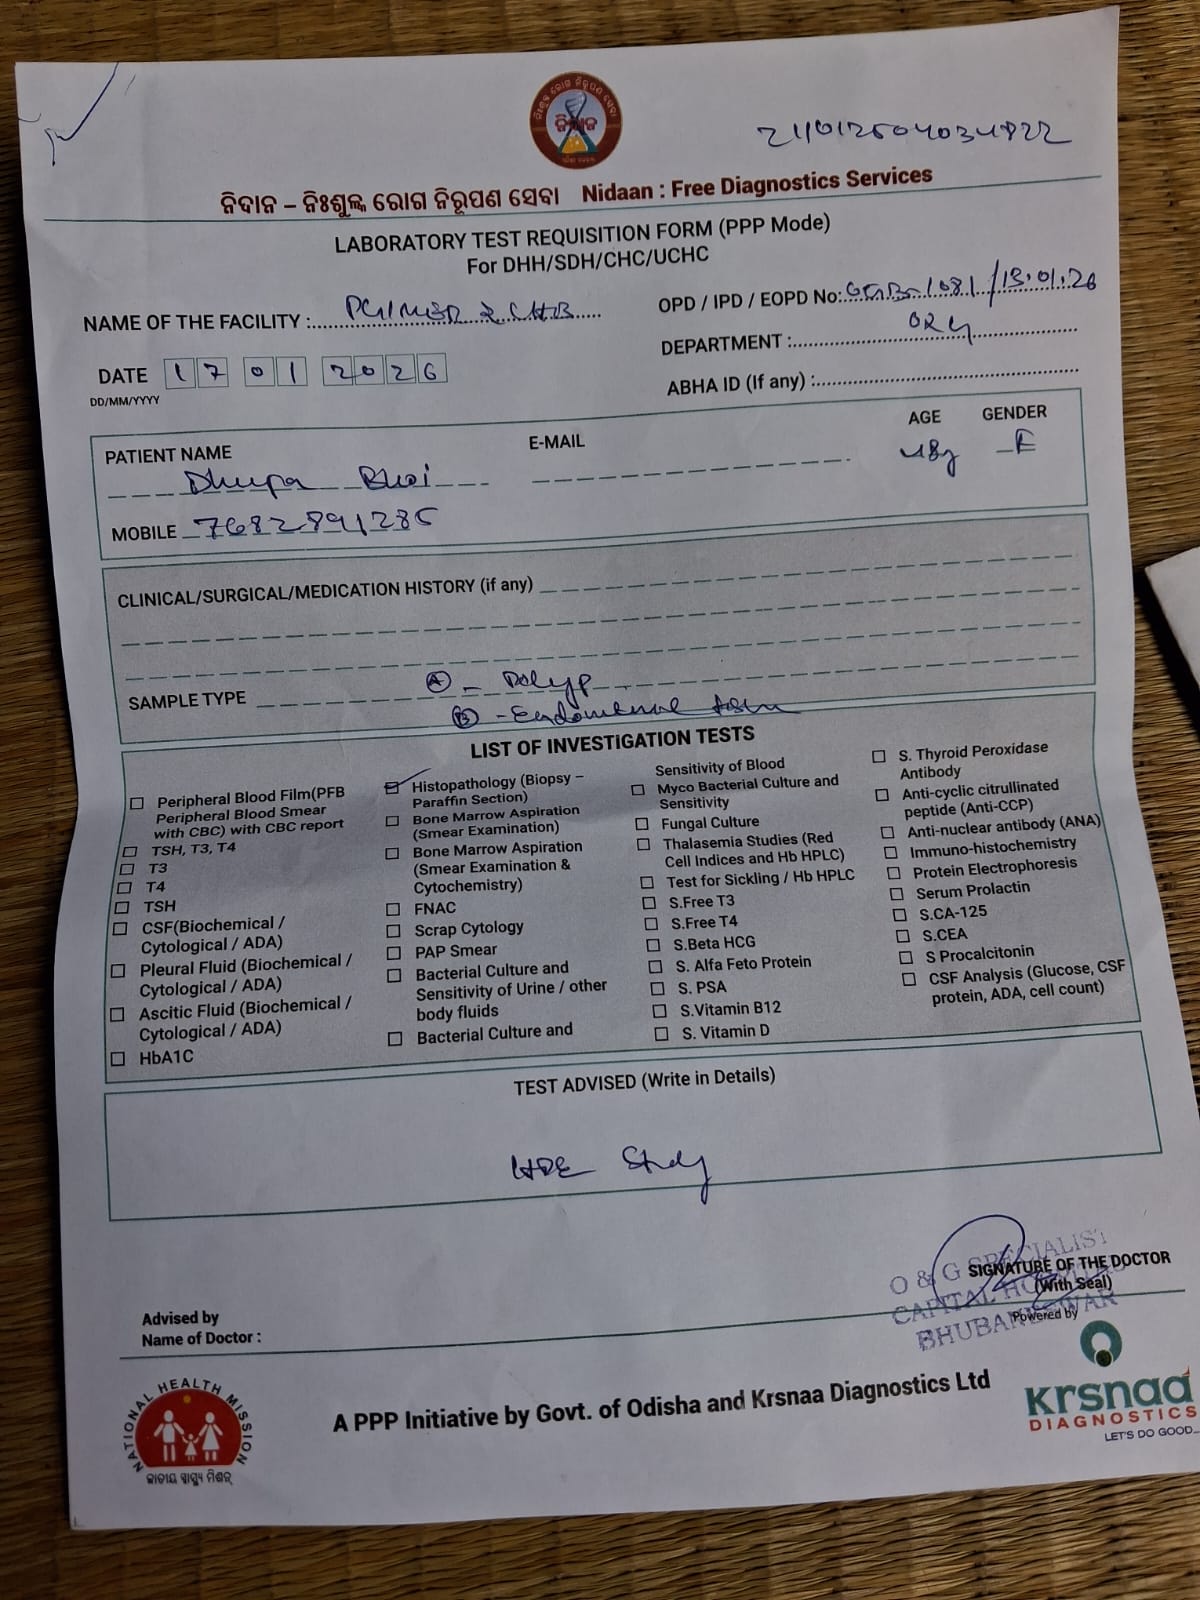 211012504034822
ନିଦାନ – ନିଃଶୁଳ୍କ ରୋଗ ନିରୂପଣ ସେବା Nidaan : Free Diagnostics Services
LABORATORY TEST REQUISITION FORM (PPP Mode)
For DHH/SDH/CHC/UCHC
NAME OF THE FACILITY : PGIMER & CHB
OPD / IPD / EOPD No: 1081 / 13.01.26
DATE 17 01 2026
DD/MM/YYYY
DEPARTMENT :
ABHA ID (If any) :
PATIENT NAME Dhupa Bhoi
E-MAIL
AGE 48y
GENDER F
MOBILE 7682891285
CLINICAL/SURGICAL/MEDICATION HISTORY (if any)
SAMPLE TYPE (A) - Polyp
(B) - Endometrial
LIST OF INVESTIGATION TESTS
Peripheral Blood Film(PFB
Peripheral Blood Smear
with CBC) with CBC report
TSH, T3, T4
T3
T4
TSH
CSF(Biochemical /
Cytological / ADA)
Pleural Fluid (Biochemical /
Cytological / ADA)
Ascitic Fluid (Biochemical /
Cytological / ADA)
HbA1C
Histopathology (Biopsy –
Paraffin Section)
Bone Marrow Aspiration
(Smear Examination)
Bone Marrow Aspiration
(Smear Examination &
Cytochemistry)
FNAC
Scrap Cytology
PAP Smear
Bacterial Culture and
Sensitivity of Urine / other
body fluids
Bacterial Culture and
Sensitivity of Blood
Myco Bacterial Culture and
Sensitivity
Fungal Culture
Thalasemia Studies (Red
Cell Indices and Hb HPLC)
Test for Sickling / Hb HPLC
S.Free T3
S.Free T4
S.Beta HCG
S. Alfa Feto Protein
S. PSA
S.Vitamin B12
S. Vitamin D
S. Thyroid Peroxidase
Antibody
Anti-cyclic citrullinated
peptide (Anti-CCP)
Anti-nuclear antibody (ANA)
Immuno-histochemistry
Protein Electrophoresis
Serum Prolactin
S.CA-125
S.CEA
S Procalcitonin
CSF Analysis (Glucose, CSF
protein, ADA, cell count)
TEST ADVISED (Write in Details)
HPE Study
O & G SPECIALIST
CAPITAL HOSPITAL
BHUBANESWAR
SIGNATURE OF THE DOCTOR
(With Seal)
Advised by
Name of Doctor :
Powered by
NATIONAL HEALTH MISSION
ଜାତୀୟ ସ୍ୱାସ୍ଥ୍ୟ ମିଶନ୍
A PPP Initiative by Govt. of Odisha and Krsnaa Diagnostics Ltd
Krsnaa
DIAGNOSTICS
LET'S DO GOOD...